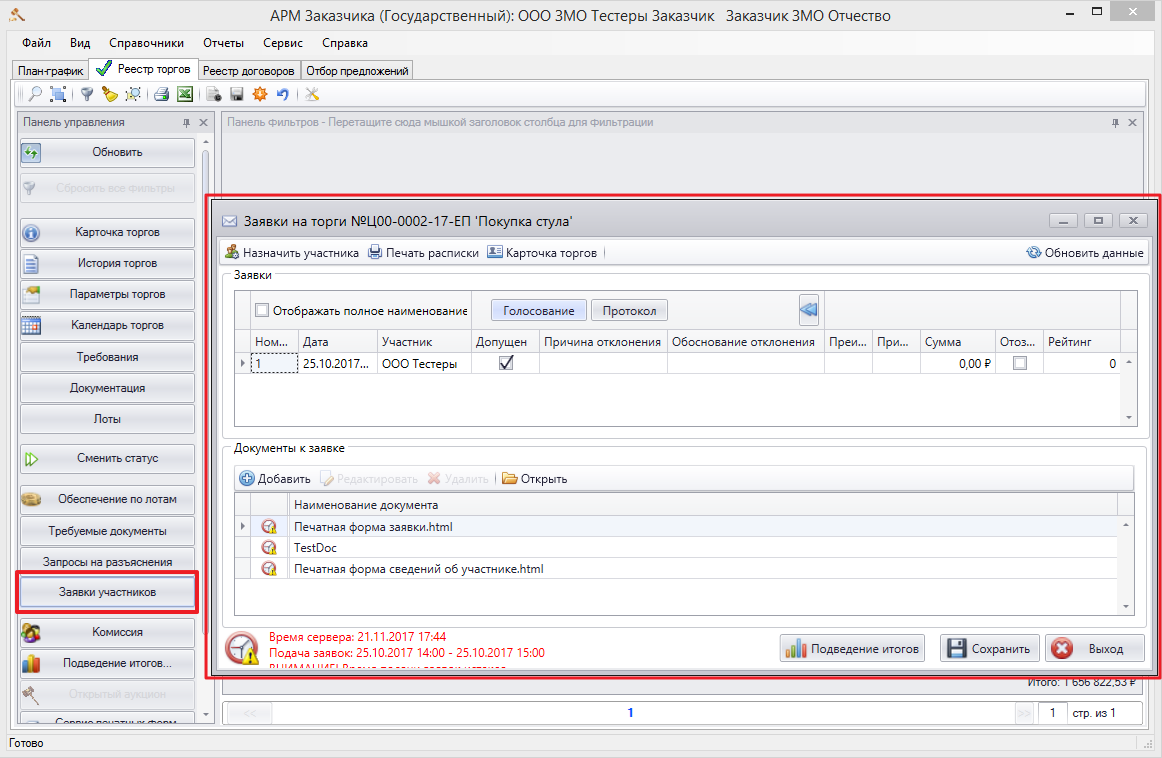 АРМ Заказчика (Государственный): ООО ЗМО Тестеры Заказчик Заказчик ЗМО Отчество
Файл Вид Справочники Отчеты Сервис Справка
План-график Реестр торгов Реестр договоров Отбор предложений
Панель управления
Панель Фильтров - Перетащите сюда мышкой заголовок столбца для Фильтрации
Обновить
Сбросить все фильтры
Карточка торгов
История торгов
Параметры торгов
Календарь торгов
Требования
Документация
Лоты
Сменить статус
Обеспечение по лотам
Требуемые документы
Запросы на разъяснения
Заявки участников
Комиссия
Подведение итогов...
Открытый аукцион
Сервис печатных форм
Заявки на торги №Ц00-0002-17-ЕП 'Покупка стула'
Назначить участника Печать расписки Карточка торгов Обновить данные
Заявки
Отображать полное наименование Голосование Протокол
Ном... Дата Участник Допущен Причина отклонения Обоснование отклонения Преи... При... Сумма Отоз... Рейтинг
1 25.10.2017... ООО Тестеры 0,00 ₽ 0
Документы к заявке
Добавить Редактировать Удалить Открыть
Наименование документа
Печатная форма заявки.html
TestDoc
Печатная форма сведений об участнике.html
Время сервера: 21.11.2017 17:44
Подача заявок: 25.10.2017 14:00 - 25.10.2017 15:00
ВНИМАНИЕ! Время подачи заявок истекло
Подведение итогов Сохранить Выход
Итого: 1 656 822,53 ₽
<< 1 >> 1 стр. из 1
Готово